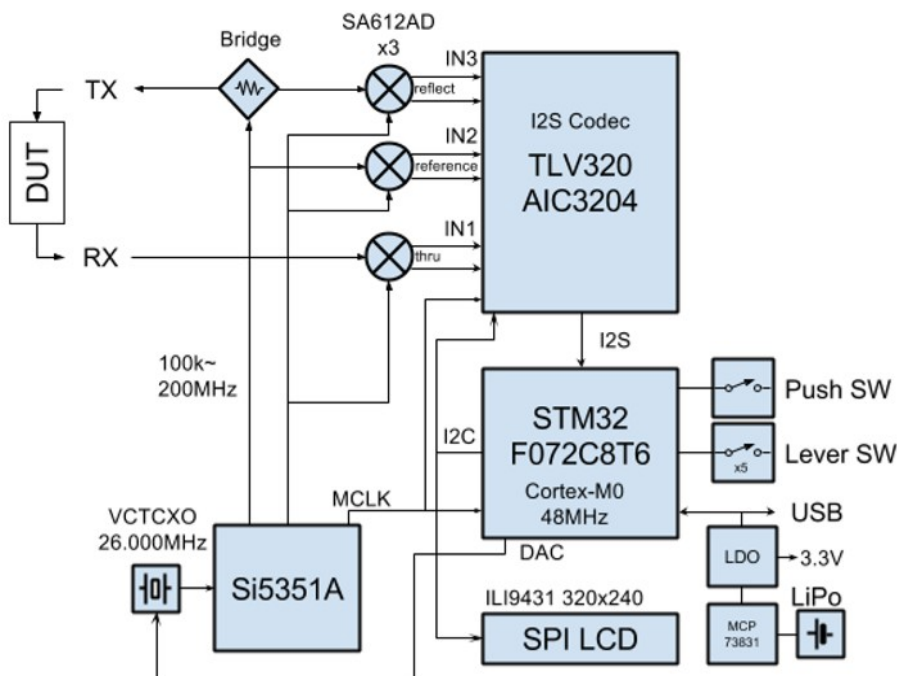 SA612AD
x3
Bridge
IN3
TX
reflect
I2S Codec
IN2
TLV320
AIC3204
reference
DUT
IN1
RX
thru
I2S
100k~
200MHz
STM32
F072C8T6
Push SW
I2C
Lever SW
x5
Cortex-M0
48MHz
MCLK
USB
VCTCXO
26.000MHz
DAC
LDO
3.3V
Si5351A
ILI9431 320x240
LiPo
SPI LCD
MCP
73831